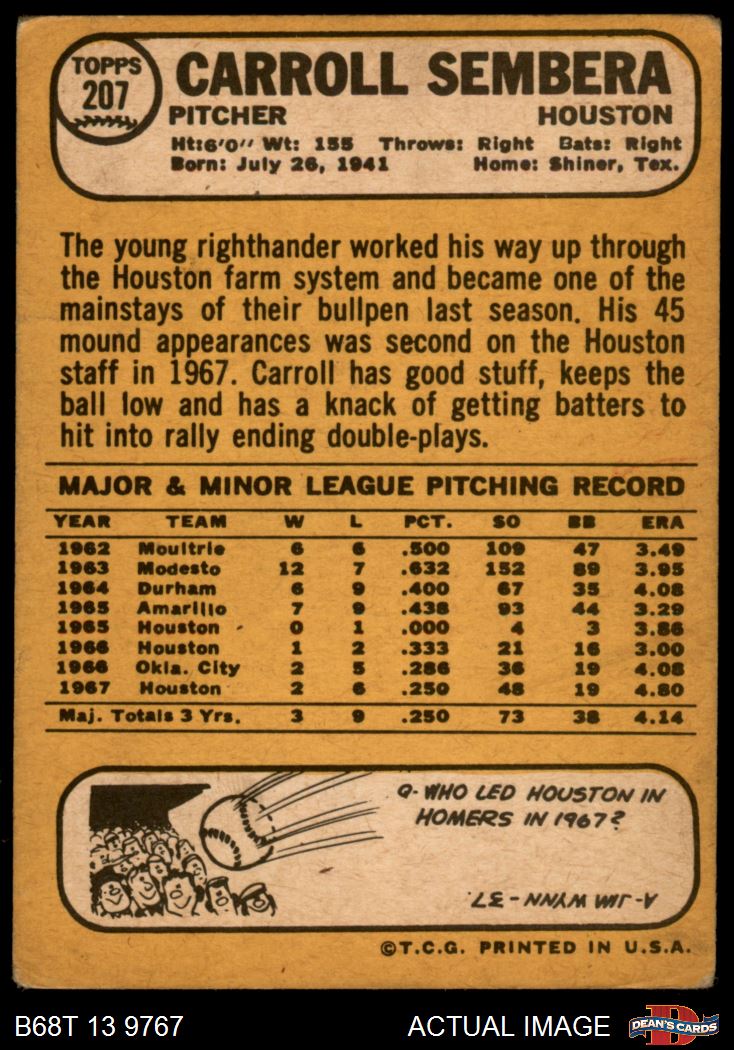 TOPPS
207
CARROLL SEMBERA
PITCHER HOUSTON
Ht:6'0" Wt: 155 Throws: Right Bats: Right
Born: July 26, 1941 Home: Shiner, Tex.
The young righthander worked his way up through
the Houston farm system and became one of the
mainstays of their bullpen last season. His 45
mound appearances was second on the Houston
staff in 1967. Carroll has good stuff, keeps the
ball low and has a knack of getting batters to
hit into rally ending double-plays.
MAJOR & MINOR LEAGUE PITCHING RECORD
YEAR TEAM W L PCT. SO BB ERA
1962 Moultrie 6 6 .500 109 47 3.49
1963 Modesto 12 7 .632 152 89 3.95
1964 Durham 6 9 .400 67 35 4.08
1965 Amarillo 7 9 .438 93 44 3.29
1965 Houston 0 1 .000 4 3 3.86
1966 Houston 1 2 .333 21 16 3.00
1966 Okla. City 2 5 .286 36 19 4.08
1967 Houston 2 6 .250 48 19 4.80
Maj. Totals 3 Yrs. 3 9 .250 73 38 4.14
Q- WHO LED HOUSTON IN
HOMERS IN 1967?
A- JIM WYNN - 37.
©T.C.G. PRINTED IN U.S.A.
B68T 13 9767 ACTUAL IMAGE
D
DEAN'S CARDS